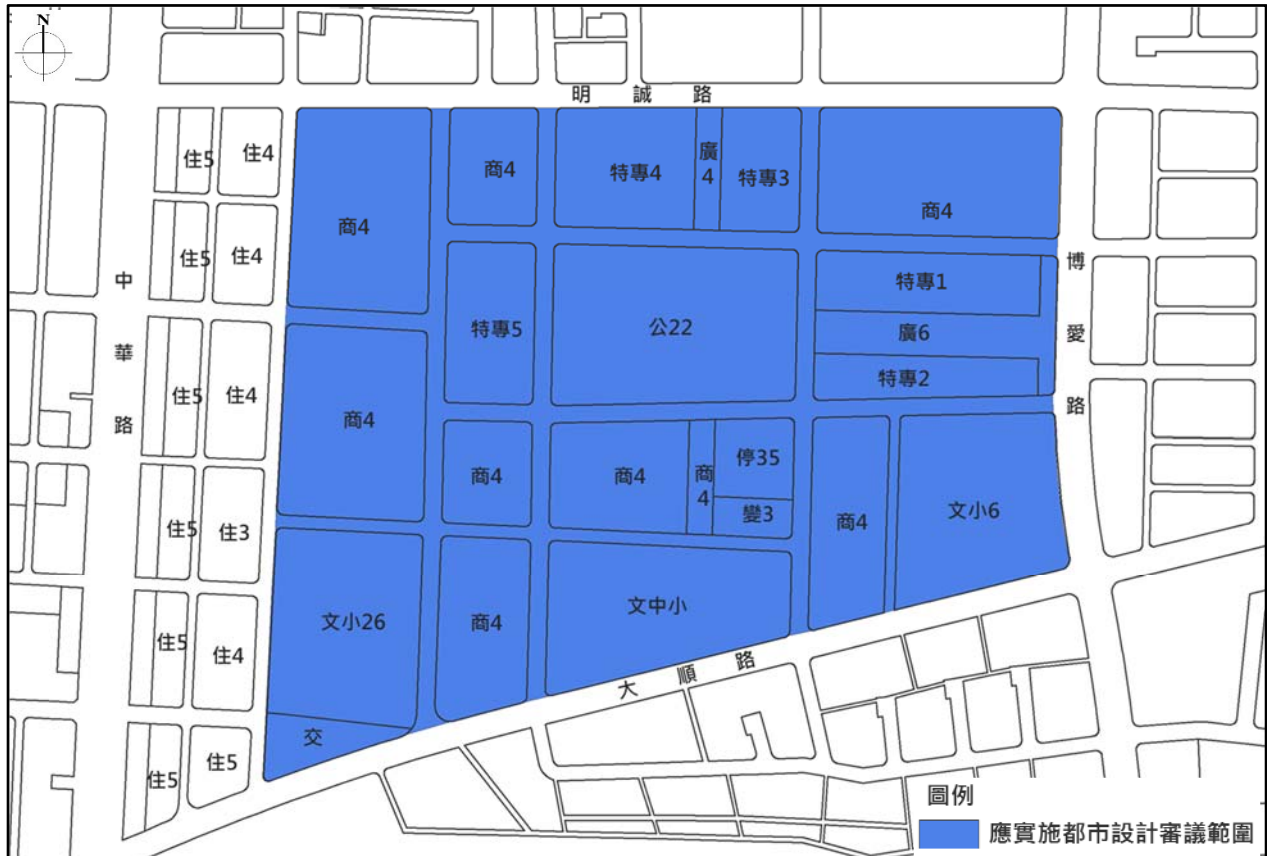 N
明誠路
住5
住4
商4
商4
特專4
廣4
特專3
商4
住5
住4
中華路
特專5
公22
特專1
廣6
特專2
博愛路
住5
住4
商4
商4
商4
商4
停35
變3
商4
文小6
住5
住3
文小26
商4
文中小
住5
住4
大順路
交
住5
住5
圖例
應實施都市設計審議範圍